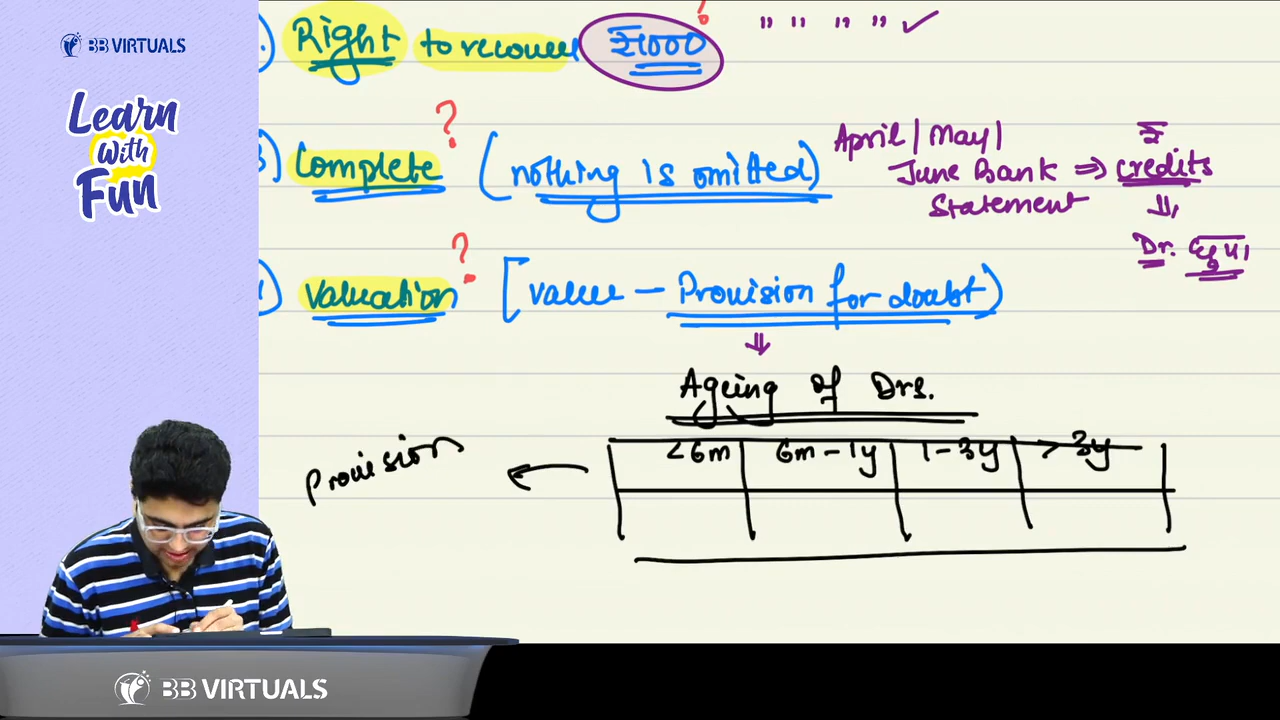 BB VIRTUALS
Learn
with
Fun
Right to recover ₹1000 ? " " " " ✓
Complete ? (nothing is omitted)
April / May /
June Bank ⇒ credits
Statement
₹
Dr.
valuation ? [value – Provision for doubt)
Ageing of Drs.
Provision
<6m 6m – 1y 1 – 3y > 3y
BB VIRTUALS